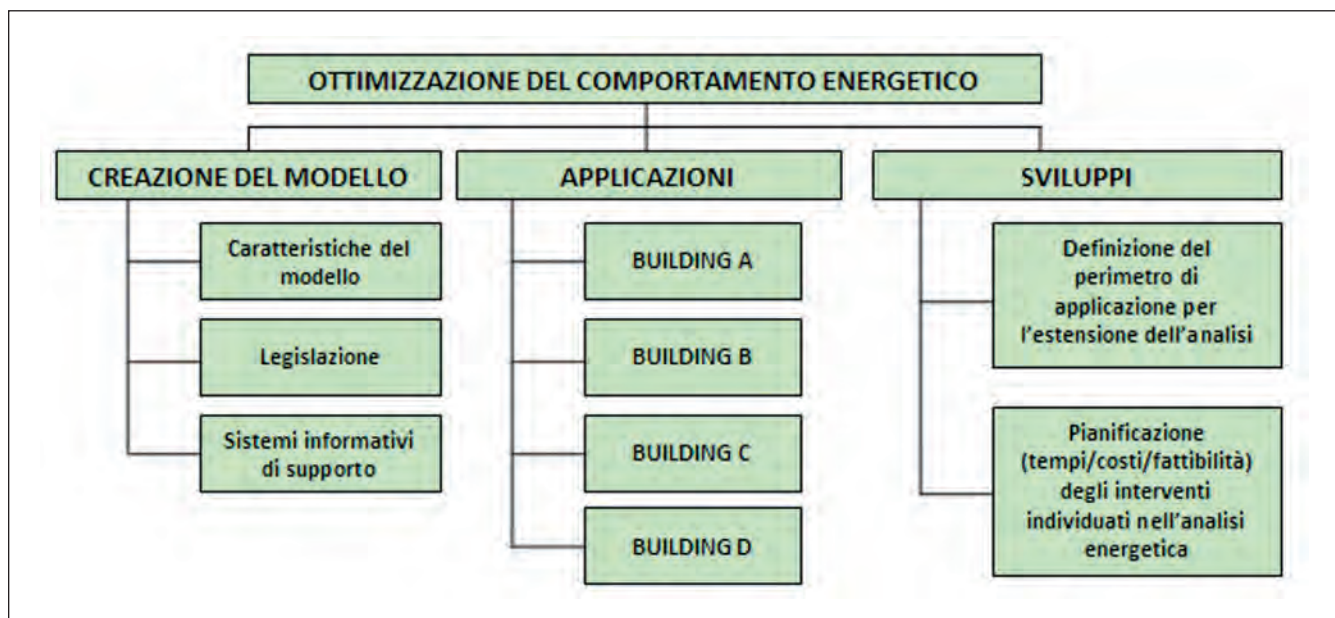 OTTIMIZZAZIONE DEL COMPORTAMENTO ENERGETICO
CREAZIONE DEL MODELLO
Caratteristiche del
modello
Legislazione
Sistemi informativi
di supporto
APPLICAZIONI
BUILDING A
BUILDING B
BUILDING C
BUILDING D
SVILUPPI
Definizione del
perimetro di
applicazione per
l'estensione dell'analisi
Pianificazione
(tempi/costi/fattibilità)
degli interventi
individuati nell'analisi
energetica